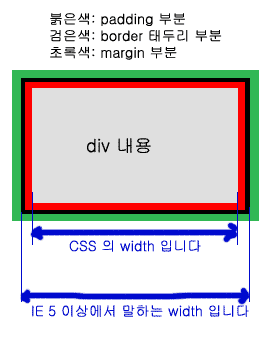 붉은색: padding 부분
검은색: border 태두리 부분
초록색: margin 부분
div 내용
CSS 의 width 입니다
IE 5 이상에서 말하는 width 입니다